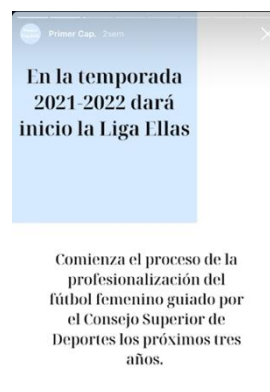 Primer Cap. 2sem
En la temporada
2021-2022 dará
inicio la Liga Ellas
Comienza el proceso de la
profesionalización del
fútbol femenino guiado por
el Consejo Superior de
Deportes los próximos tres
años.